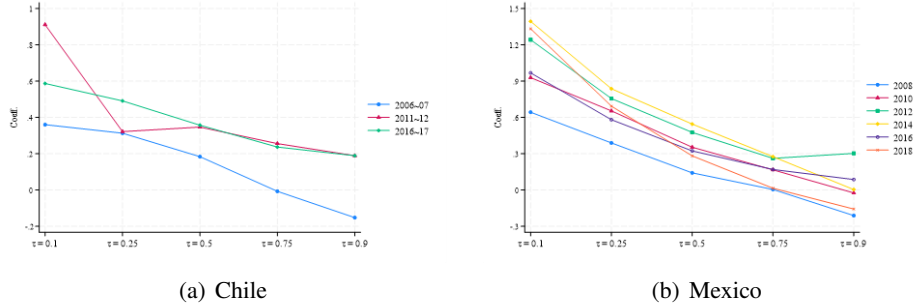 1
.8
.6
.4
.2
0
-.2
Coeff.
τ = 0.1
τ = 0.25
τ = 0.5
τ = 0.75
τ = 0.9
2006~07
2011~12
2016~17
(a) Chile
1.5
1.2
.9
.6
.3
0
-.3
Coeff.
τ = 0.1
τ = 0.25
τ = 0.5
τ = 0.75
τ = 0.9
2008
2010
2012
2014
2016
2018
(b) Mexico